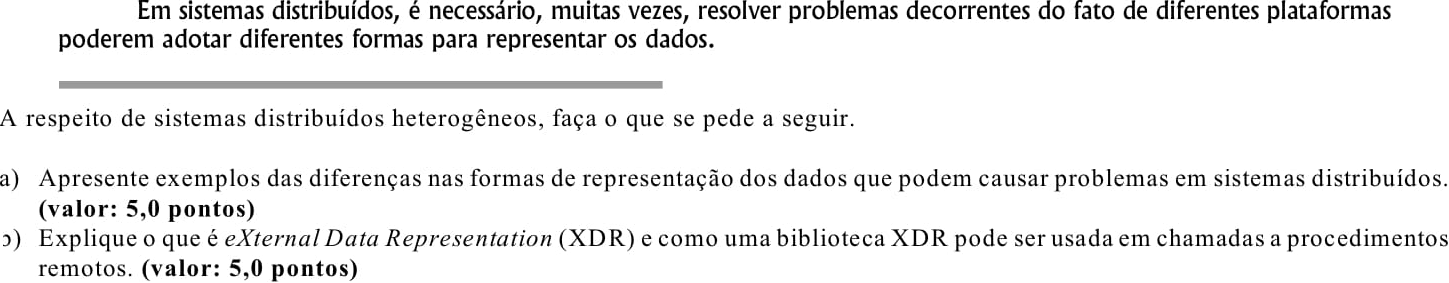 Em sistemas distribuídos, é necessário, muitas vezes, resolver problemas decorrentes do fato de diferentes plataformas
poderem adotar diferentes formas para representar os dados.
A respeito de sistemas distribuídos heterogêneos, faça o que se pede a seguir.
a) Apresente exemplos das diferenças nas formas de representação dos dados que podem causar problemas em sistemas distribuídos.
(valor: 5,0 pontos)
b) Explique o que é eXternal Data Representation (XDR) e como uma biblioteca XDR pode ser usada em chamadas a procedimentos
remotos. (valor: 5,0 pontos)